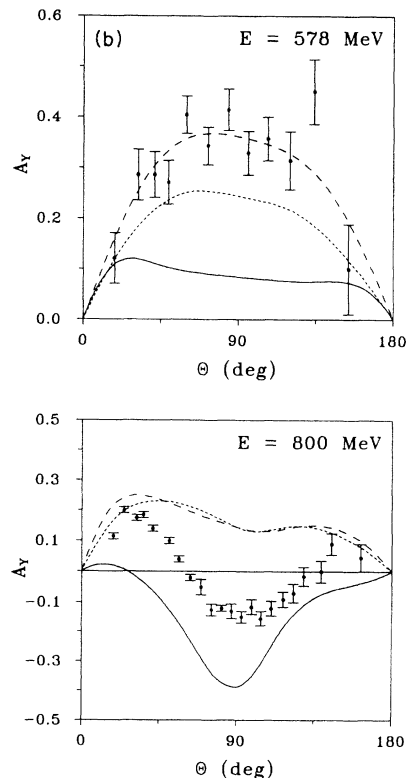 (b)
E = 578 MeV
0.6
0.4
0.2
0.0
A_Y
0
90
180
Θ (deg)
E = 800 MeV
0.5
0.3
0.1
-0.1
-0.3
-0.5
A_Y
0
90
180
Θ (deg)